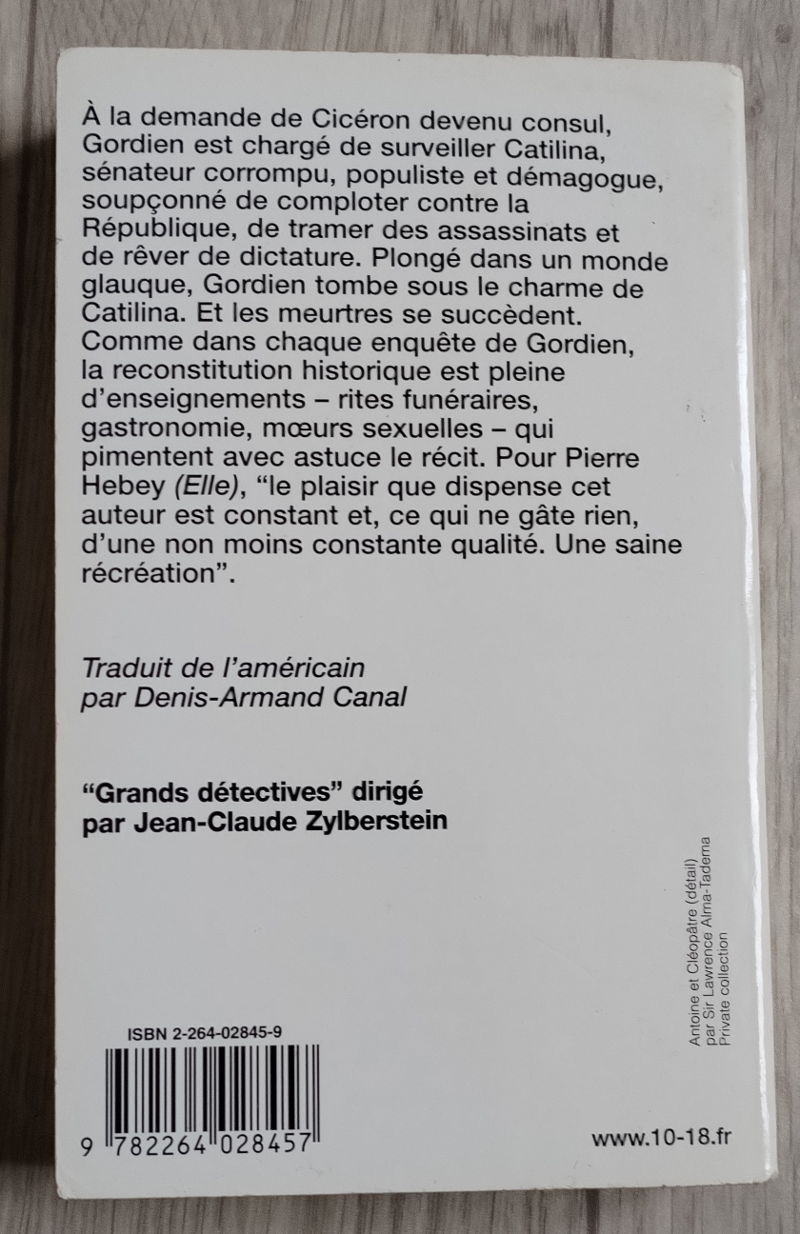 À la demande de Cicéron devenu consul,
Gordien est chargé de surveiller Catilina,
sénateur corrompu, populiste et démagogue,
soupçonné de comploter contre la
République, de tramer des assassinats et
de rêver de dictature. Plongé dans un monde
glauque, Gordien tombe sous le charme de
Catilina. Et les meurtres se succèdent.
Comme dans chaque enquête de Gordien,
la reconstitution historique est pleine
d'enseignements – rites funéraires,
gastronomie, mœurs sexuelles – qui
pimentent avec astuce le récit. Pour Pierre
Hebey (Elle), “le plaisir que dispense cet
auteur est constant et, ce qui ne gâte rien,
d'une non moins constante qualité. Une saine
récréation”.
Traduit de l'américain
par Denis-Armand Canal
“Grands détectives” dirigé
par Jean-Claude Zylberstein
Antoine et Cléopâtre (détail)
par Sir Lawrence Alma-Tadema
Private collection
ISBN 2-264-02845-9
9 782264 028457
www.10-18.fr